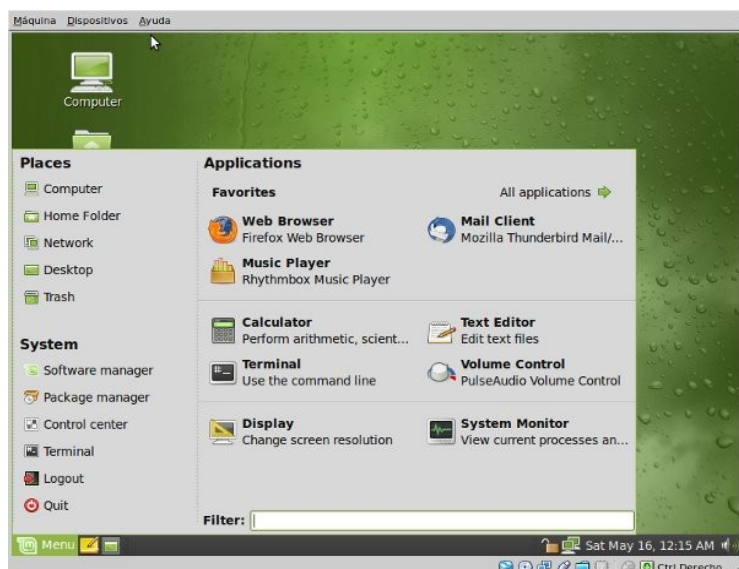 Máquina Dispositivos Ayuda
Computer
Places
Computer
Home Folder
Network
Desktop
Trash
System
Software manager
Package manager
Control center
Terminal
Logout
Quit
Applications
Favorites
All applications
Web Browser
Firefox Web Browser
Mail Client
Mozilla Thunderbird Mail/...
Music Player
Rhythmbox Music Player
Calculator
Perform arithmetic, scient...
Text Editor
Edit text files
Terminal
Use the command line
Volume Control
PulseAudio Volume Control
Display
Change screen resolution
System Monitor
View current processes an...
Filter:
Menu
Sat May 16, 12:15 AM
Ctrl Derecho